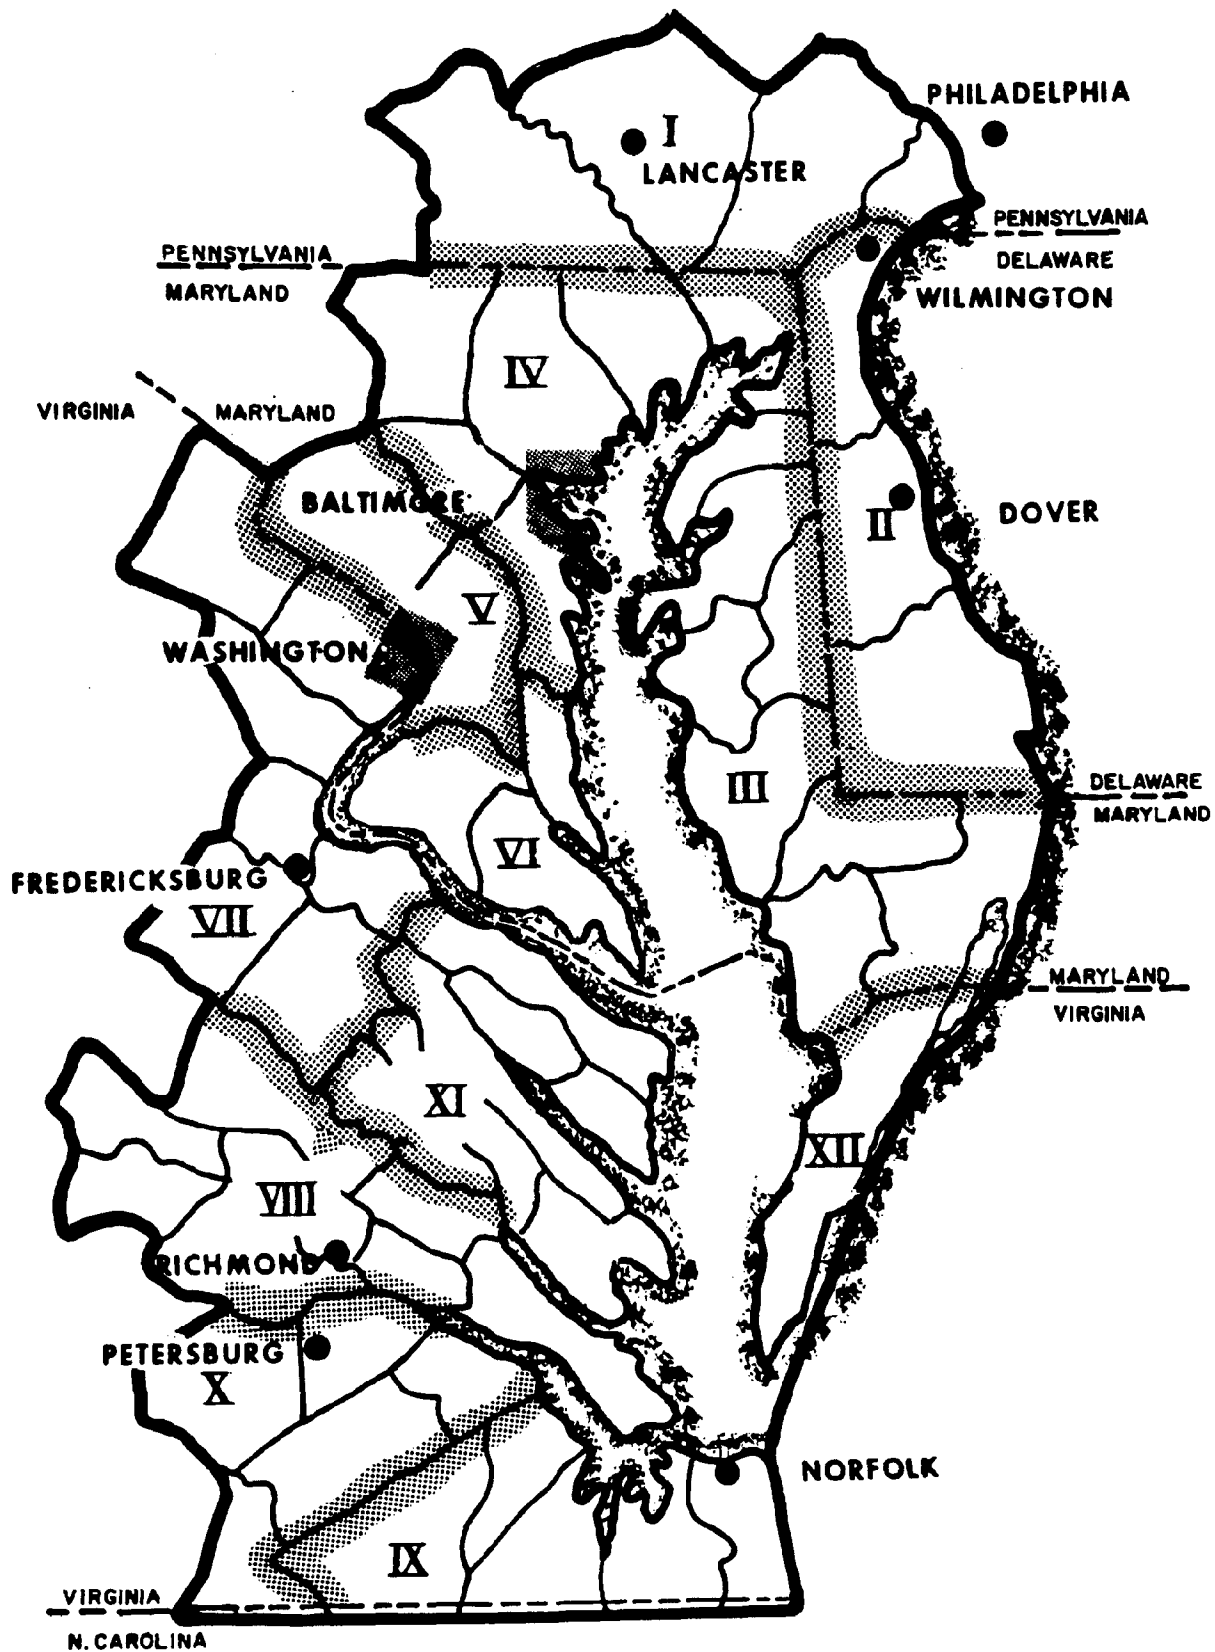 PHILADELPHIA
I
LANCASTER
PENNSYLVANIA
DELAWARE
PENNSYLVANIA
MARYLAND
WILMINGTON
IV
VIRGINIA
MARYLAND
BALTIMORE
II
DOVER
V
WASHINGTON
III
DELAWARE
MARYLAND
VI
FREDERICKSBURG
VII
MARYLAND
VIRGINIA
XI
XII
VIII
RICHMOND
PETERSBURG
X
NORFOLK
IX
VIRGINIA
N. CAROLINA